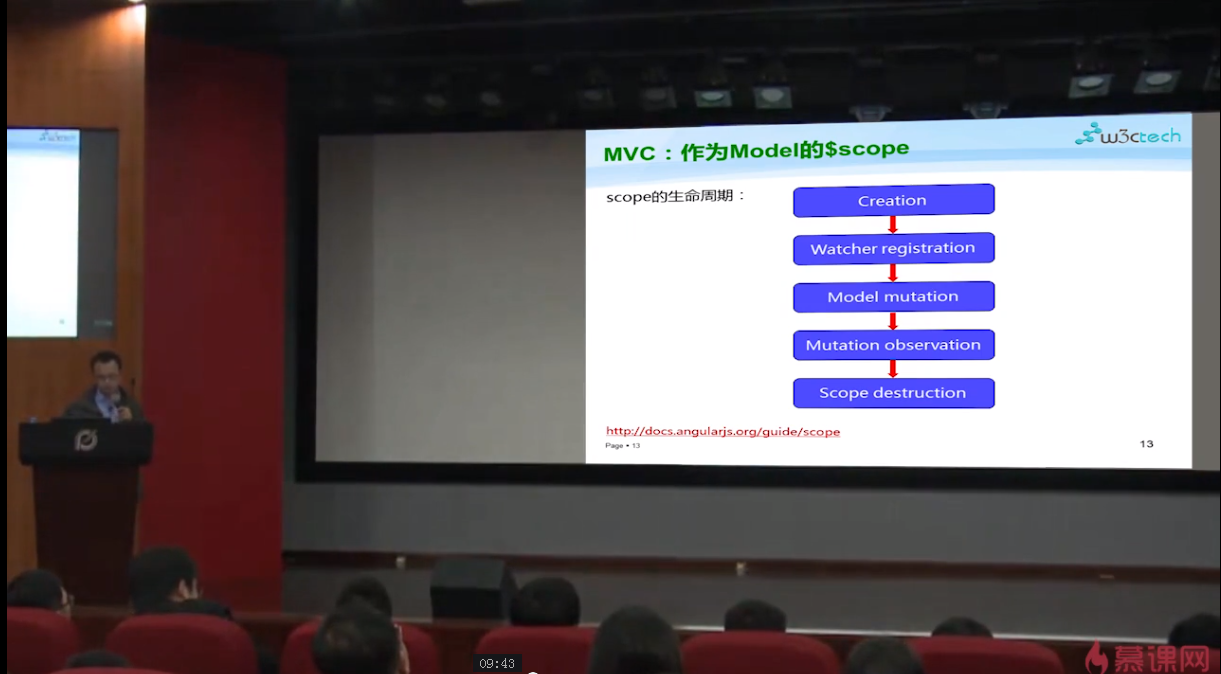 w3ctech
MVC：作为Model的$scope
scope的生命周期：
Creation
Watcher registration
Model mutation
Mutation observation
Scope destruction
http://docs.angularjs.org/guide/scope
Page • 13
13
09:43
慕课网